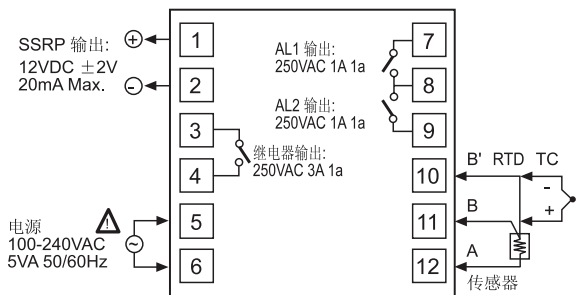 SSRP 输出:
12VDC ±2V
20mA Max.
+
-
1
2
3
4
5
6
AL1 输出:
250VAC 1A 1a
AL2 输出:
250VAC 1A 1a
继电器输出:
250VAC 3A 1a
电源
100-240VAC
5VA 50/60Hz
7
8
9
10
11
12
B' RTD TC
-
+
B
A
传感器